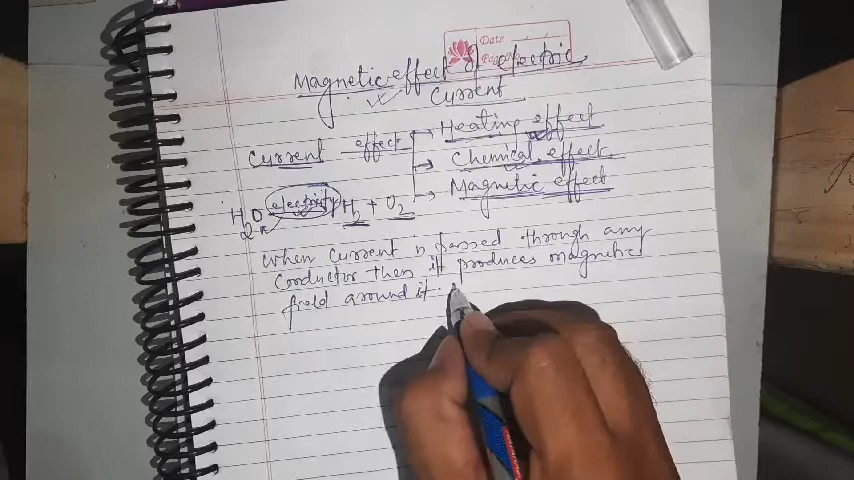 Date
Magnetic effect of electric
Current
Current effect → Heating effect
→ Chemical effect
→ Magnetic effect
H2O electricity H2 + O2
When Current is passed through any
Conductor then it produces magnetic
field around it.